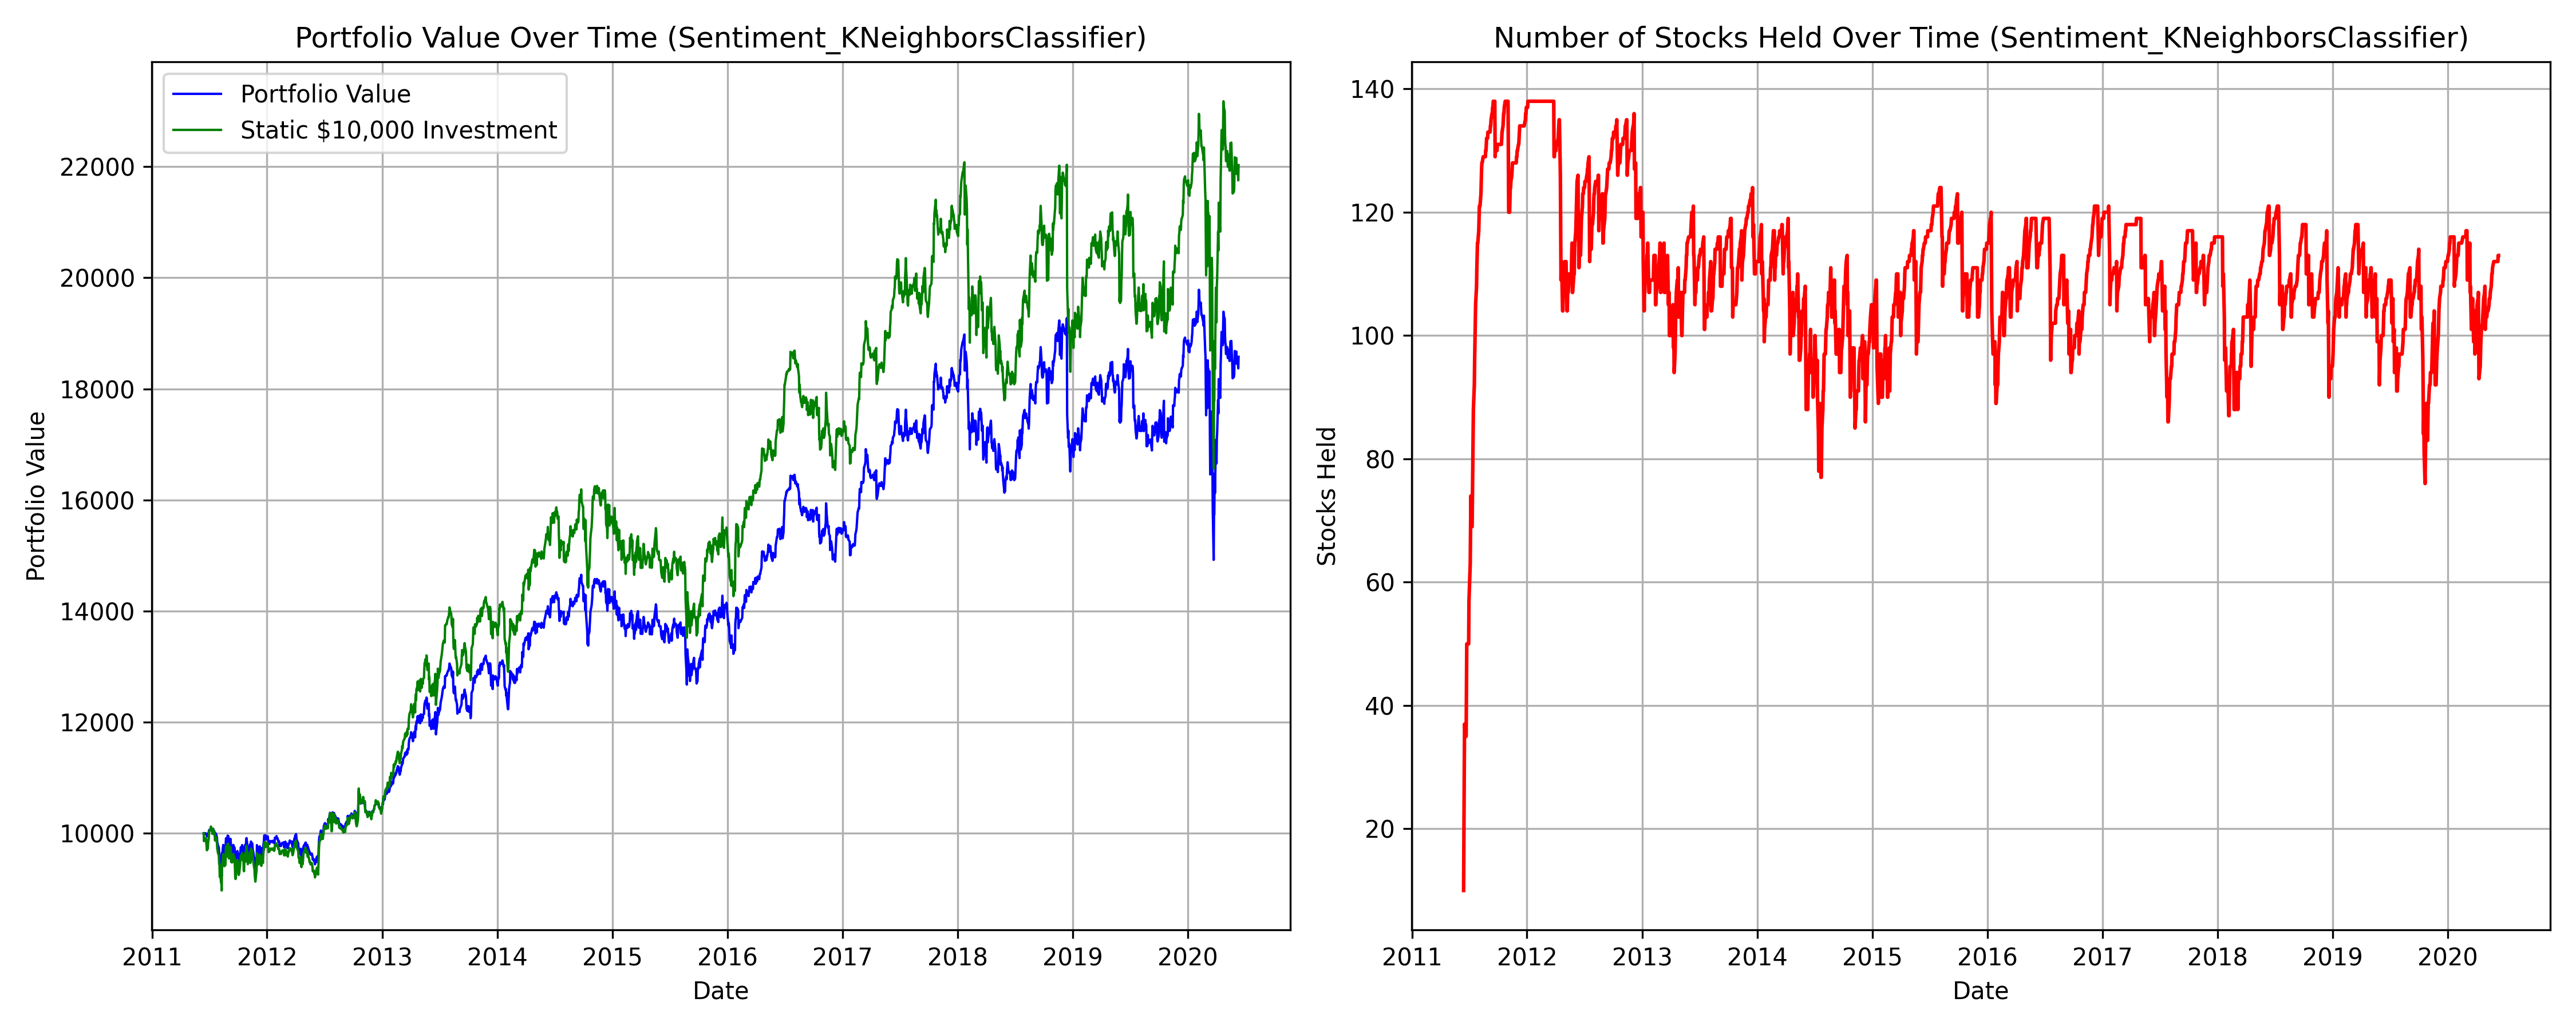 Portfolio Value Over Time (Sentiment_KNeighborsClassifier)
Portfolio Value
Static $10,000 Investment
22000
20000
18000
16000
14000
12000
10000
Portfolio Value
2011 2012 2013 2014 2015 2016 2017 2018 2019 2020
Date
Number of Stocks Held Over Time (Sentiment_KNeighborsClassifier)
140
120
100
80
60
40
20
Stocks Held
2011 2012 2013 2014 2015 2016 2017 2018 2019 2020
Date